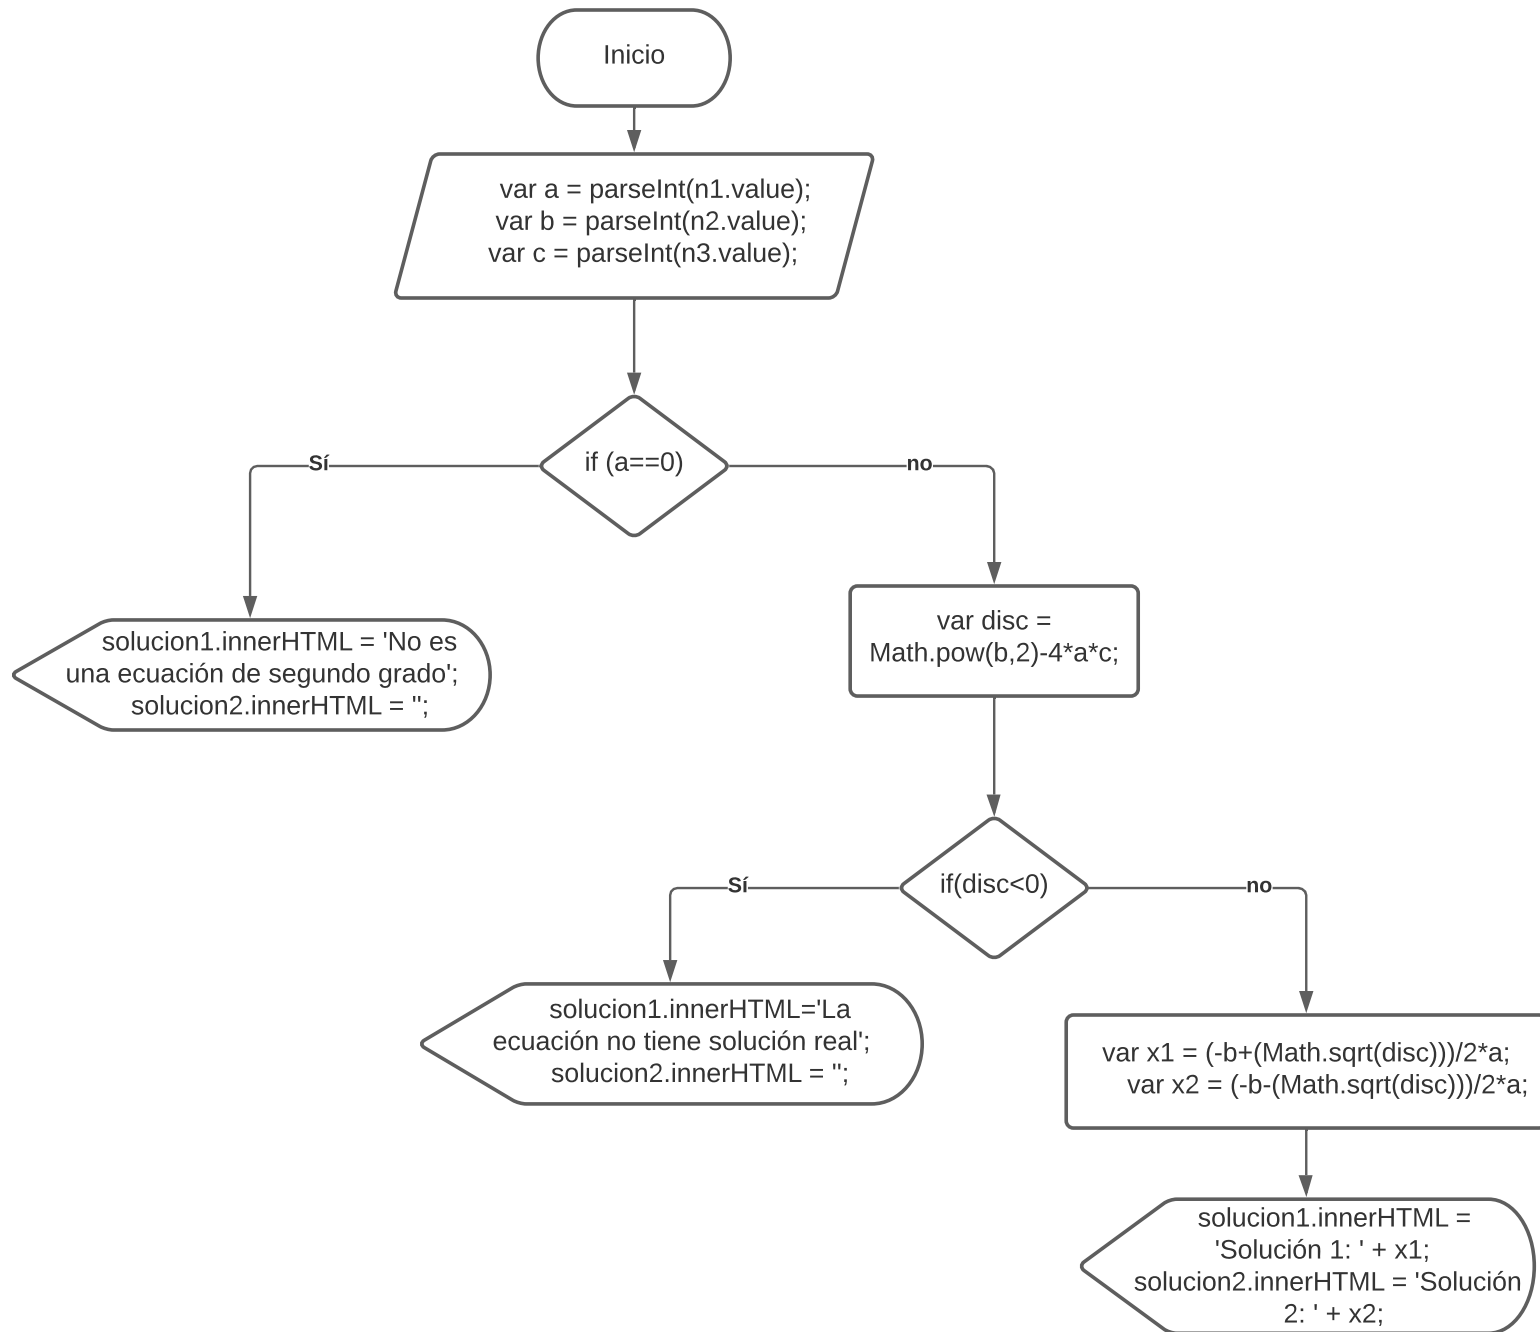 Inicio
var a = parseInt(n1.value);
var b = parseInt(n2.value);
var c = parseInt(n3.value);
if (a==0)
Sí
no
solucion1.innerHTML = 'No es
una ecuación de segundo grado';
solucion2.innerHTML = '';
var disc =
Math.pow(b,2)-4*a*c;
if(disc<0)
Sí
no
solucion1.innerHTML='La
ecuación no tiene solución real';
solucion2.innerHTML = '';
var x1 = (-b+(Math.sqrt(disc)))/2*a;
var x2 = (-b-(Math.sqrt(disc)))/2*a;
solucion1.innerHTML =
'Solución 1: ' + x1;
solucion2.innerHTML = 'Solución
2: ' + x2;